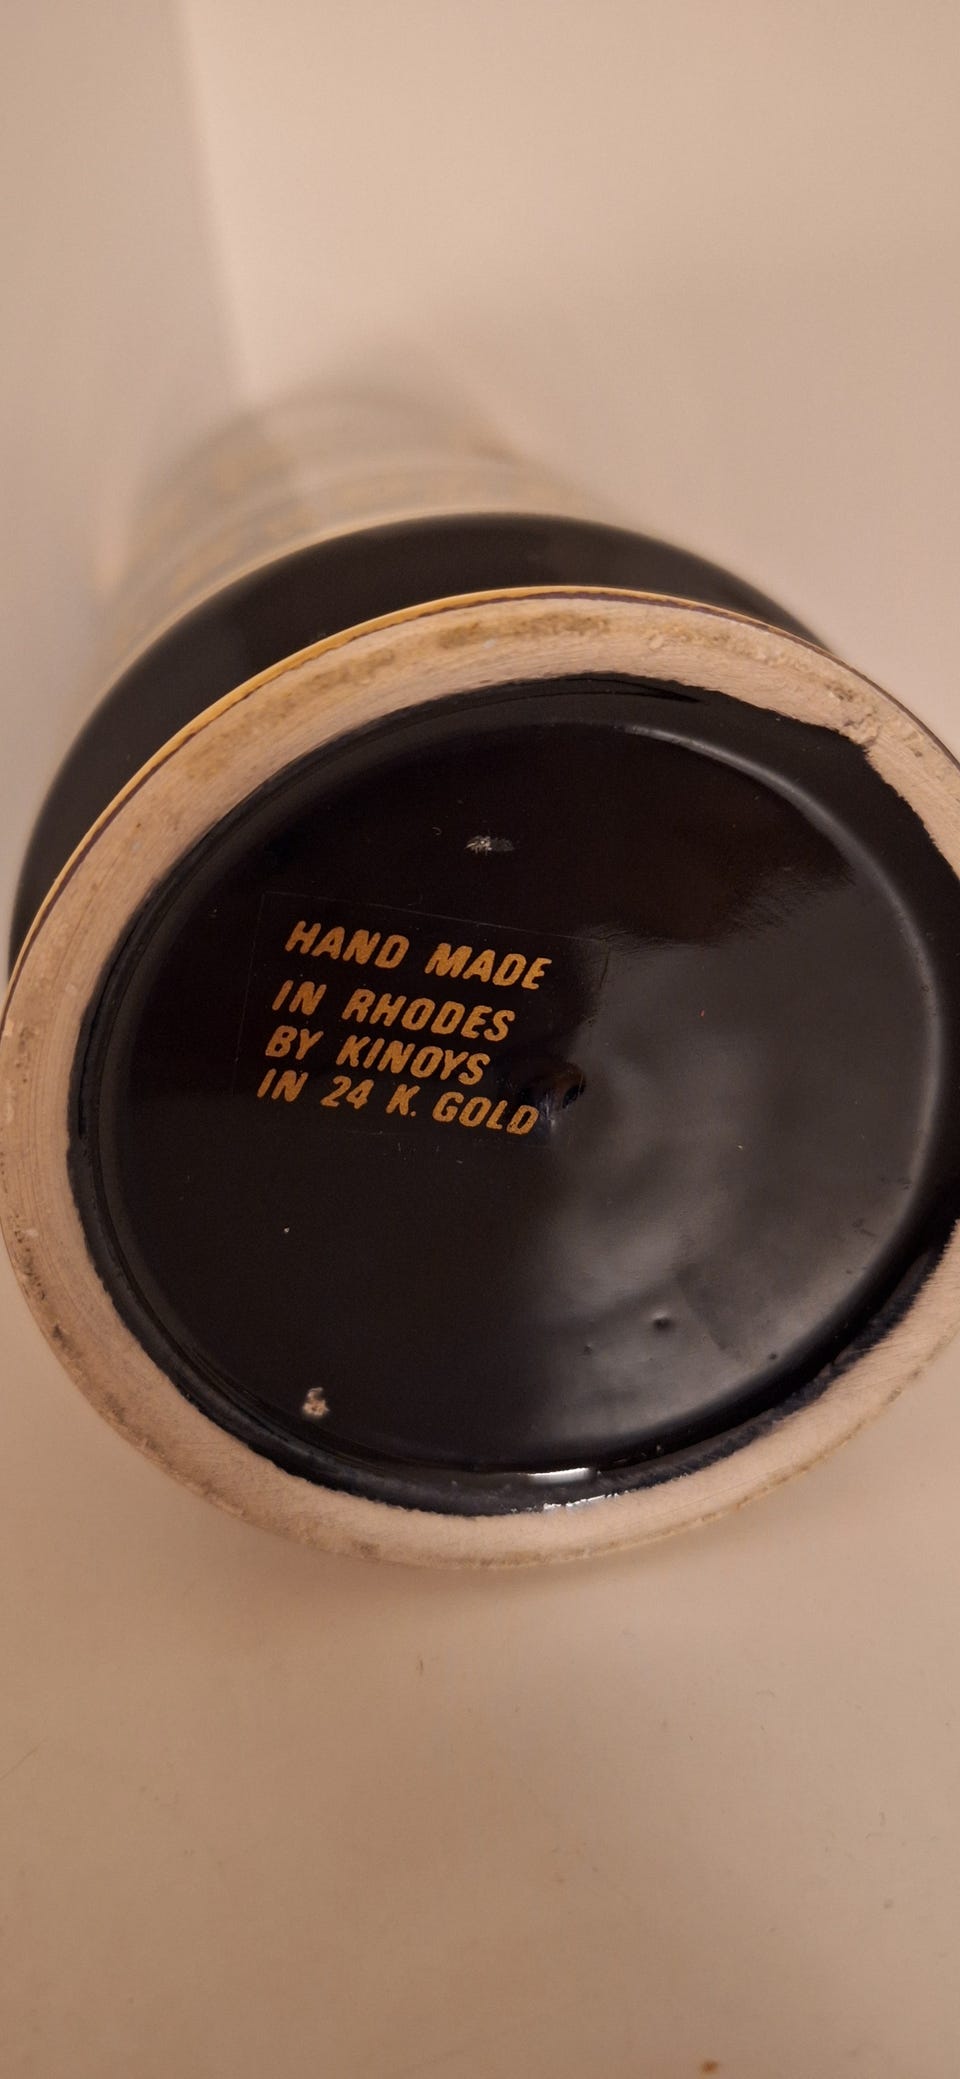 HAND MADE
IN RHODES
BY KINOYS
IN 24 K. GOLD